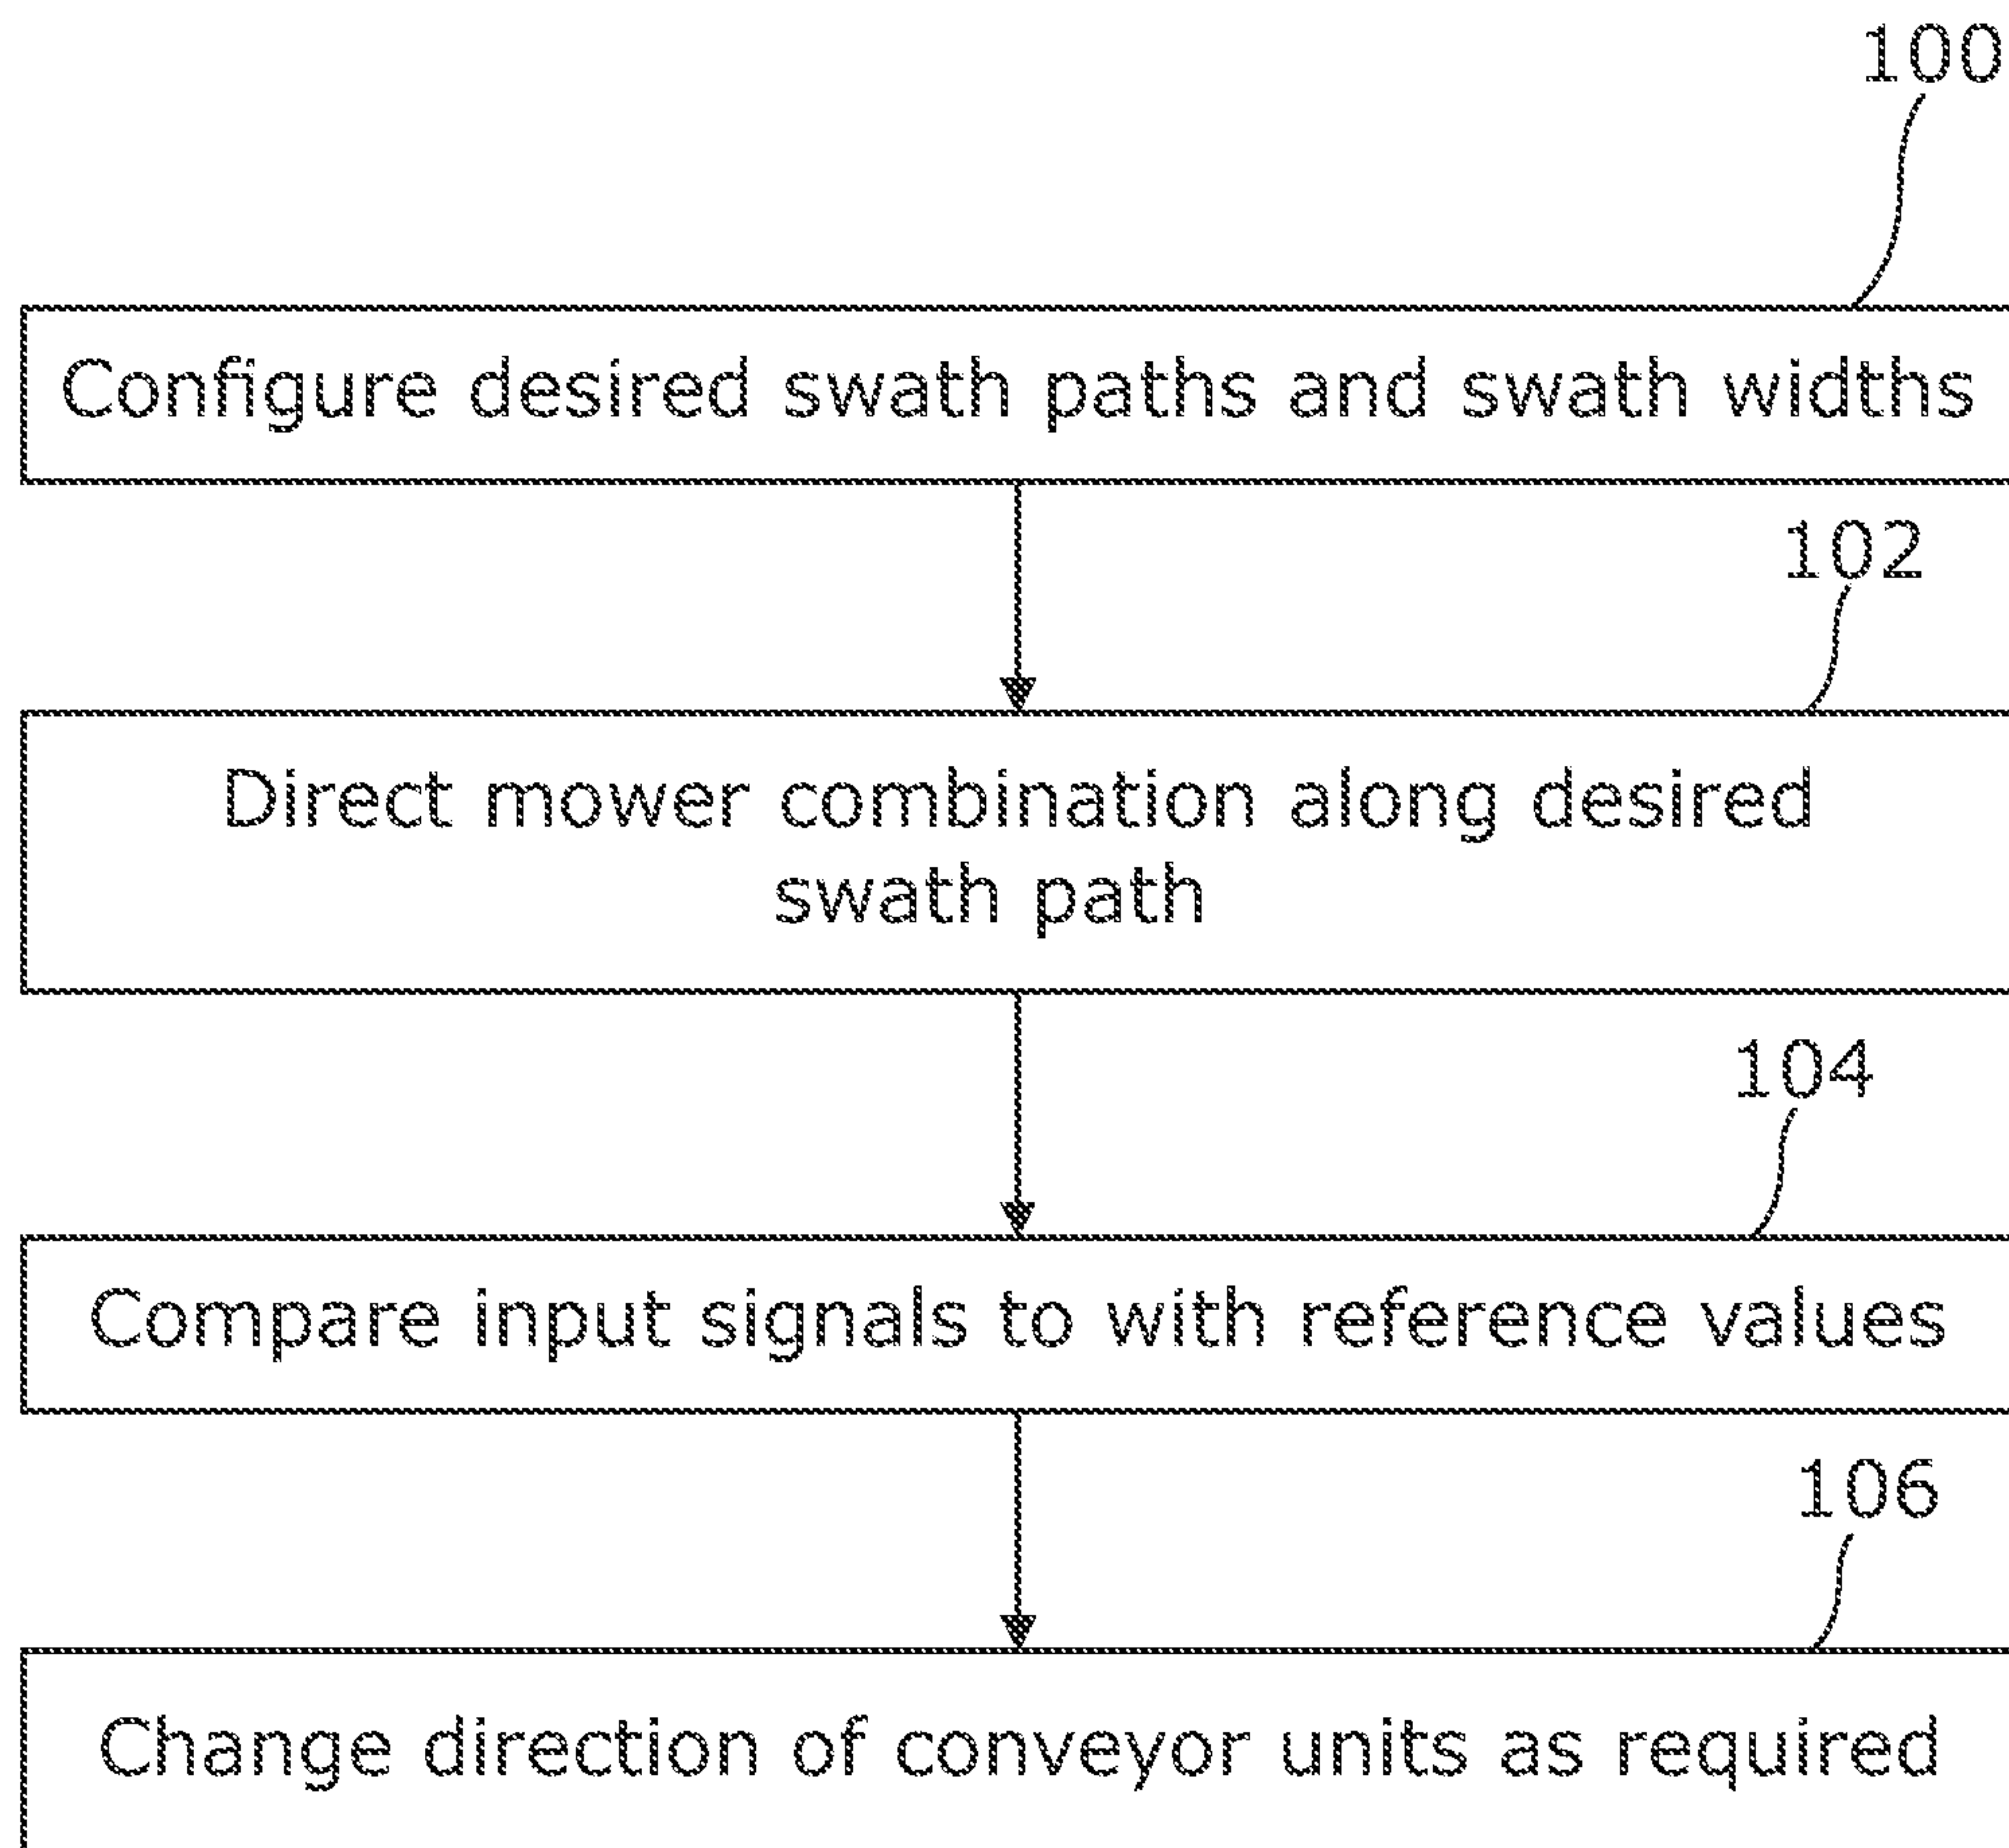 100
Configure desired swath paths and swath widths
102
Direct mower combination along desired
swath path
104
Compare input signals to with reference values
106
Change direction of conveyor units as required